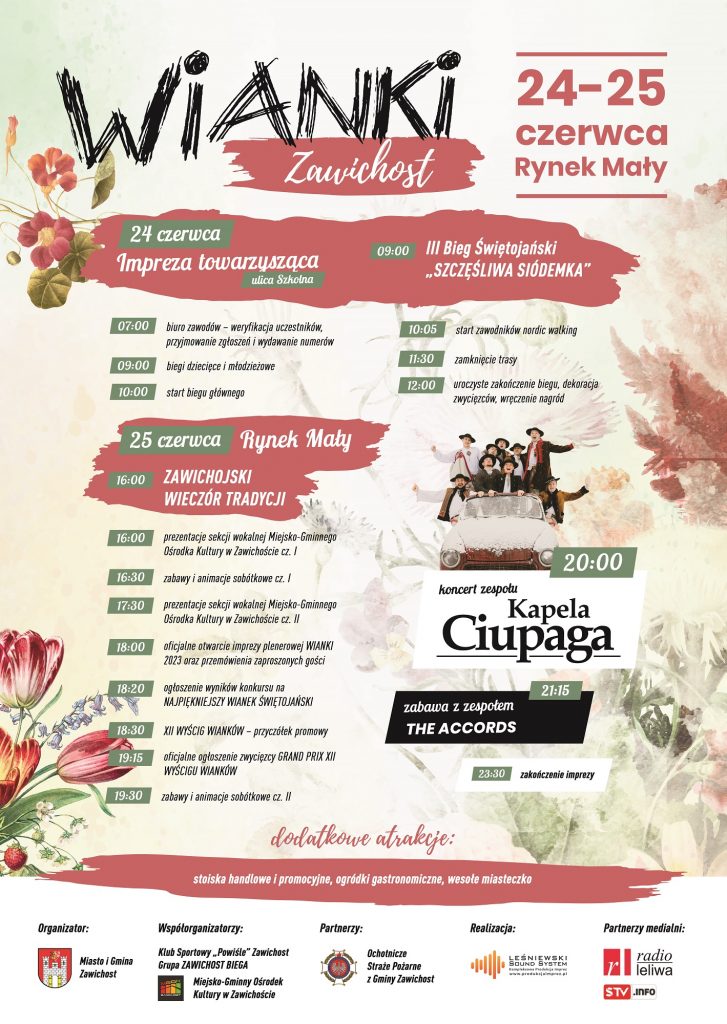 WiANKi
Zawichost
24-25
czerwca
Rynek Mały
24 czerwca
Impreza towarzysząca
ulica Szkolna
09:00
III Bieg Świętojański
„SZCZĘŚLIWA SIÓDEMKA”
07:00
biuro zawodów – weryfikacja uczestników,
przyjmowanie zgłoszeń i wydawanie numerów
09:00
biegi dziecięce i młodzieżowe
10:00
start biegu głównego
10:05
start zawodników nordic walking
11:30
zamknięcie trasy
12:00
uroczyste zakończenie biegu, dekoracja
zwycięzców, wręczenie nagród
25 czerwca Rynek Mały
16:00
ZAWICHOJSKI
WIECZÓR TRADYCJI
16:00
prezentacje sekcji wokalnej Miejsko-Gminnego
Ośrodka Kultury w Zawichoście cz. I
16:30
zabawy i animacje sobótkowe cz. I
17:30
prezentacje sekcji wokalnej Miejsko-Gminnego
Ośrodka Kultury w Zawichoście cz. II
18:00
oficjalne otwarcie imprezy plenerowej WIANKI
2023 oraz przemówienia zaproszonych gości
18:20
ogłoszenie wyników konkursu na
NAJPIĘKNIEJSZY WIANEK ŚWIĘTOJAŃSKI
18:30
XII WYŚCIG WIANKÓW – przyczółek promowy
19:15
oficjalne ogłoszenie zwycięzcy GRAND PRIX XII
WYŚCIGU WIANKÓW
19:30
zabawy i animacje sobótkowe cz. II
20:00
koncert zespołu
Kapela
Ciupaga
21:15
zabawa z zespołem
THE ACCORDS
23:30
zakończenie imprezy
dodatkowe atrakcje:
stoiska handlowe i promocyjne, ogródki gastronomiczne, wesołe miasteczko
Organizator:
Miasto i Gmina
Zawichost
Współorganizatorzy:
Klub Sportowy „Powiśle” Zawichost
Grupa ZAWICHOST BIEGA
Miejsko-Gminny Ośrodek
Kultury w Zawichoście
Partnerzy:
Ochotnicze
Straże Pożarne
z Gminy Zawichost
Realizacja:
LEŚNIEWSKI
SOUND SYSTEM
Kompleksowa Produkcja Imprez
www.produkcjaimprez.pl
Partnerzy medialni:
radio
leliwa
STV.INFO